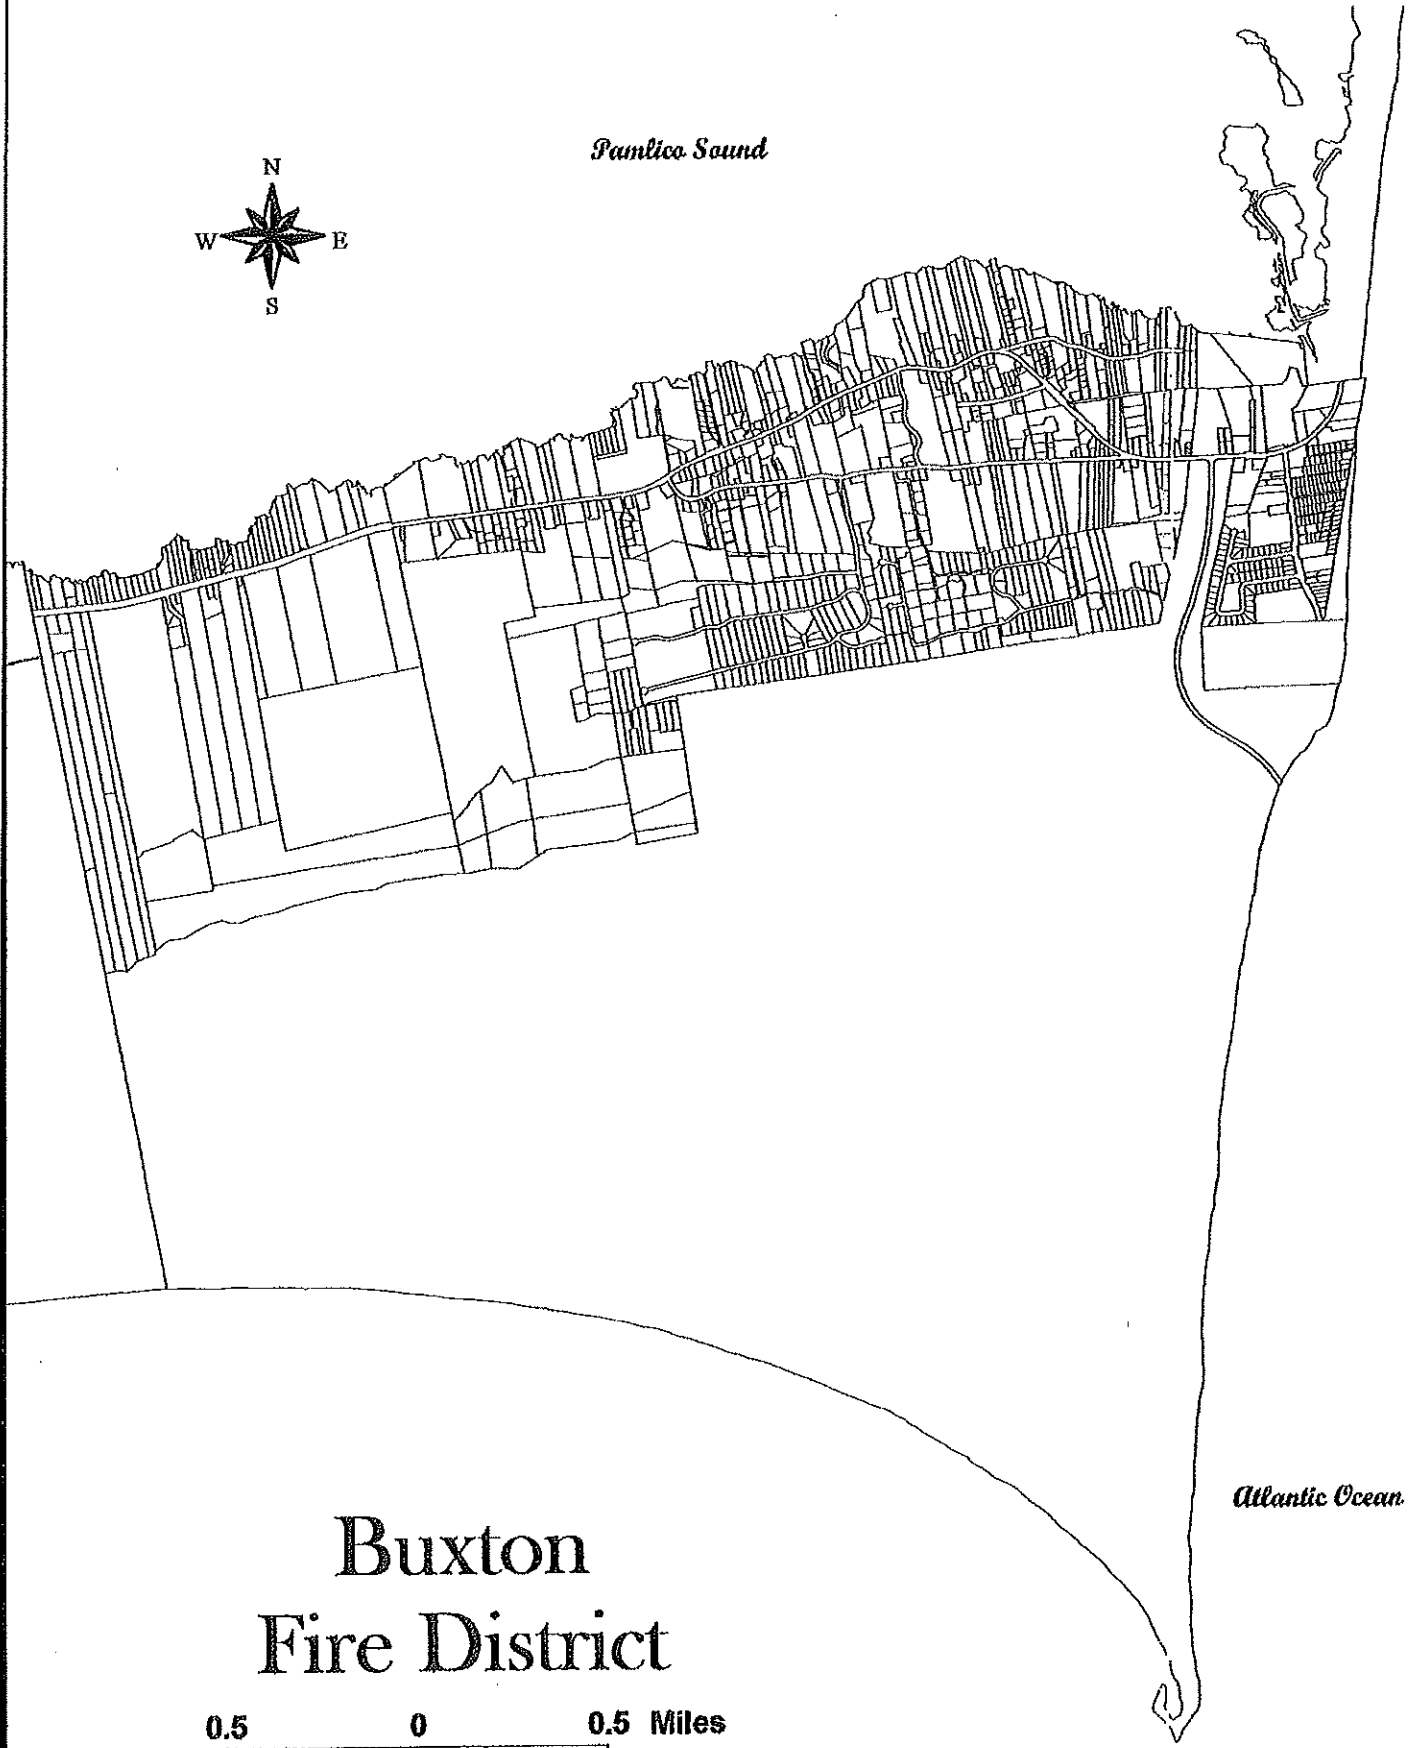 Pamlico Sound
N
W E
S
Atlantic Ocean
Buxton
Fire District
0.5 0 0.5 Miles